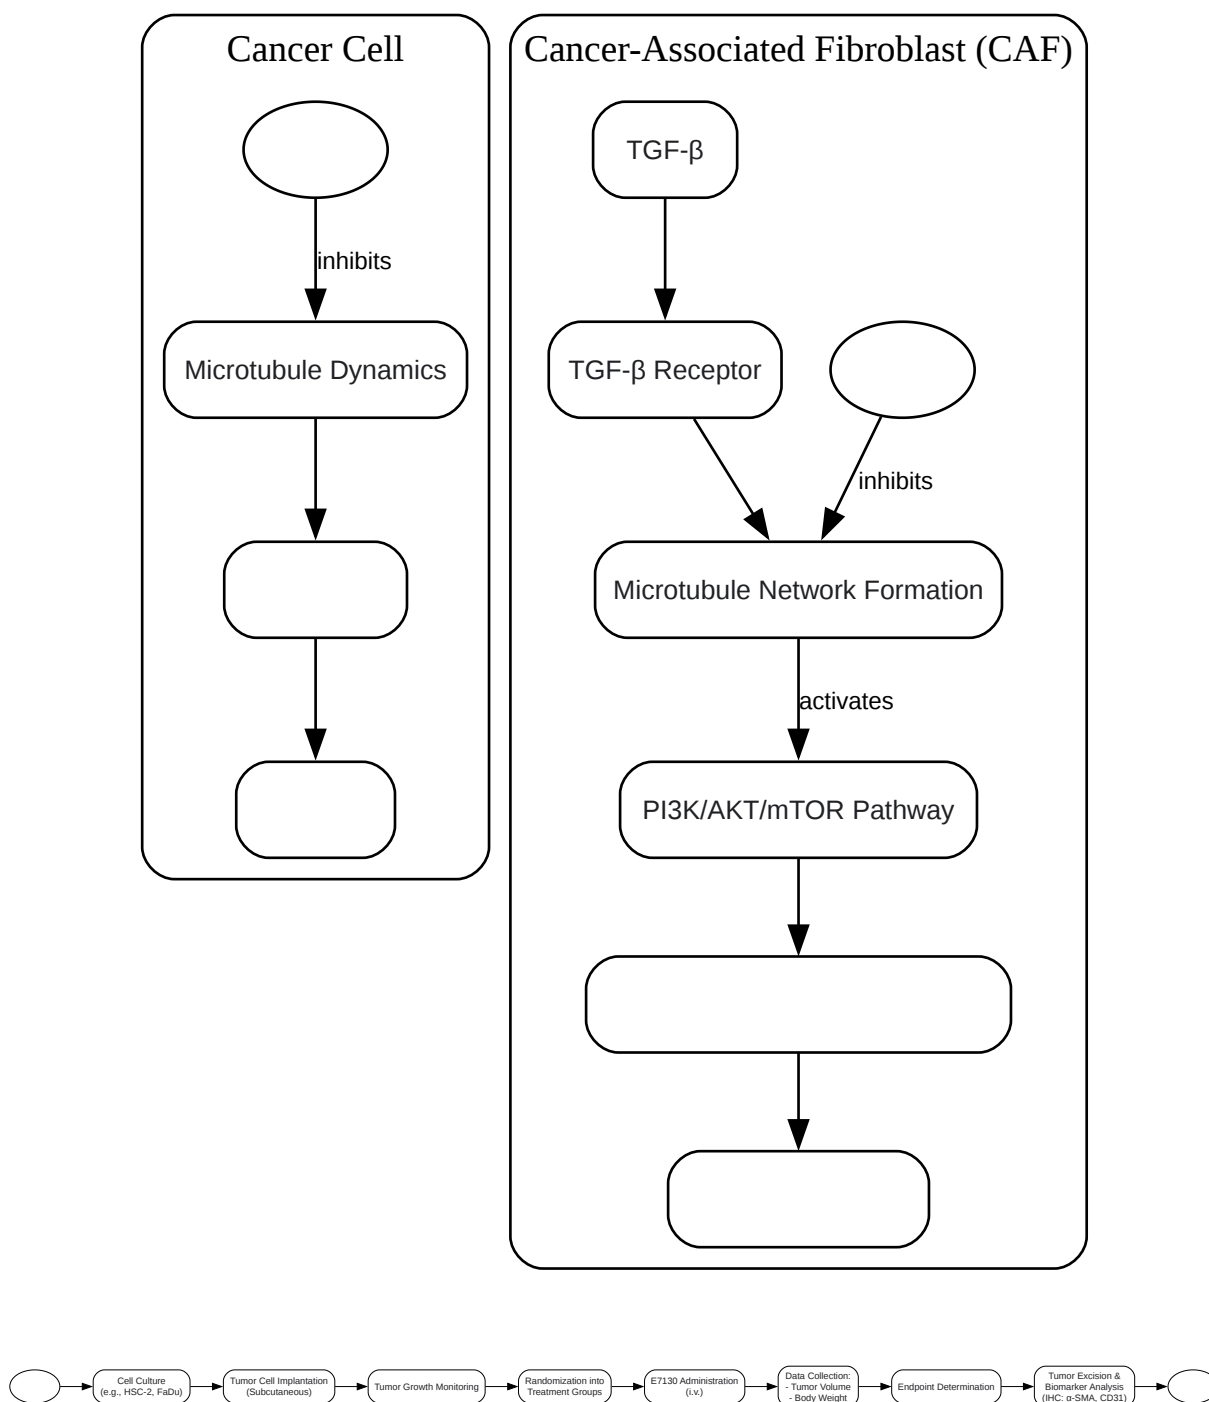 Cancer Cell
inhibits
Microtubule Dynamics
Cancer-Associated Fibroblast (CAF)
TGF-β
TGF-β Receptor
inhibits
Microtubule Network Formation
activates
PI3K/AKT/mTOR Pathway
Cell Culture
(e.g., HSC-2, FaDu)
Tumor Cell Implantation
(Subcutaneous)
Tumor Growth Monitoring
Randomization into
Treatment Groups
E7130 Administration
(i.v.)
Data Collection:
- Tumor Volume
- Body Weight
Endpoint Determination
Tumor Excision &
Biomarker Analysis
(IHC: α-SMA, CD31)